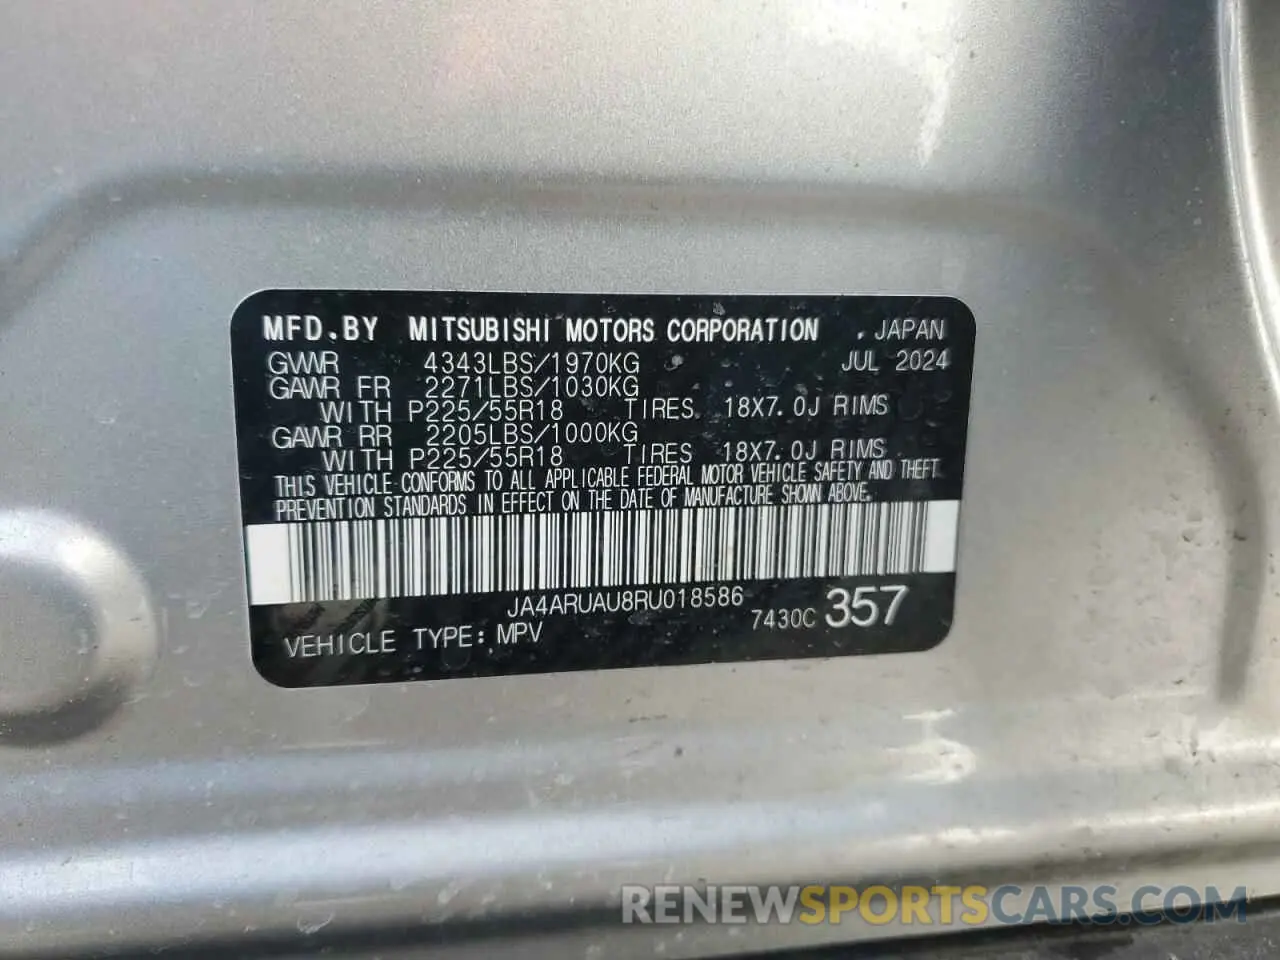 MFD.BY MITSUBISHI MOTORS CORPORATION . JAPAN
GWVR 4343LBS/1970KG JUL 2024
GAWR FR 2271LBS/1030KG
WITH P225/55R18 TIRES. 18X7.0J RIMS
GAWR RR 2205LBS/1000KG
WITH P225/55R18 TIRES 18X7.0J RIMS
THIS VEHICLE CONFORMS TO ALL APPLICABLE FEDERAL MOTOR VEHICLE SAFETY AND THEFT
PREVENTION STANDARDS IN EFFECT ON THE DATE OF MANUFACTURE SHOWN ABOVE.
JA4ARUAU8RU018586
7430C 357
VEHICLE TYPE: MPV
RENEWSPORTSCARS.COM